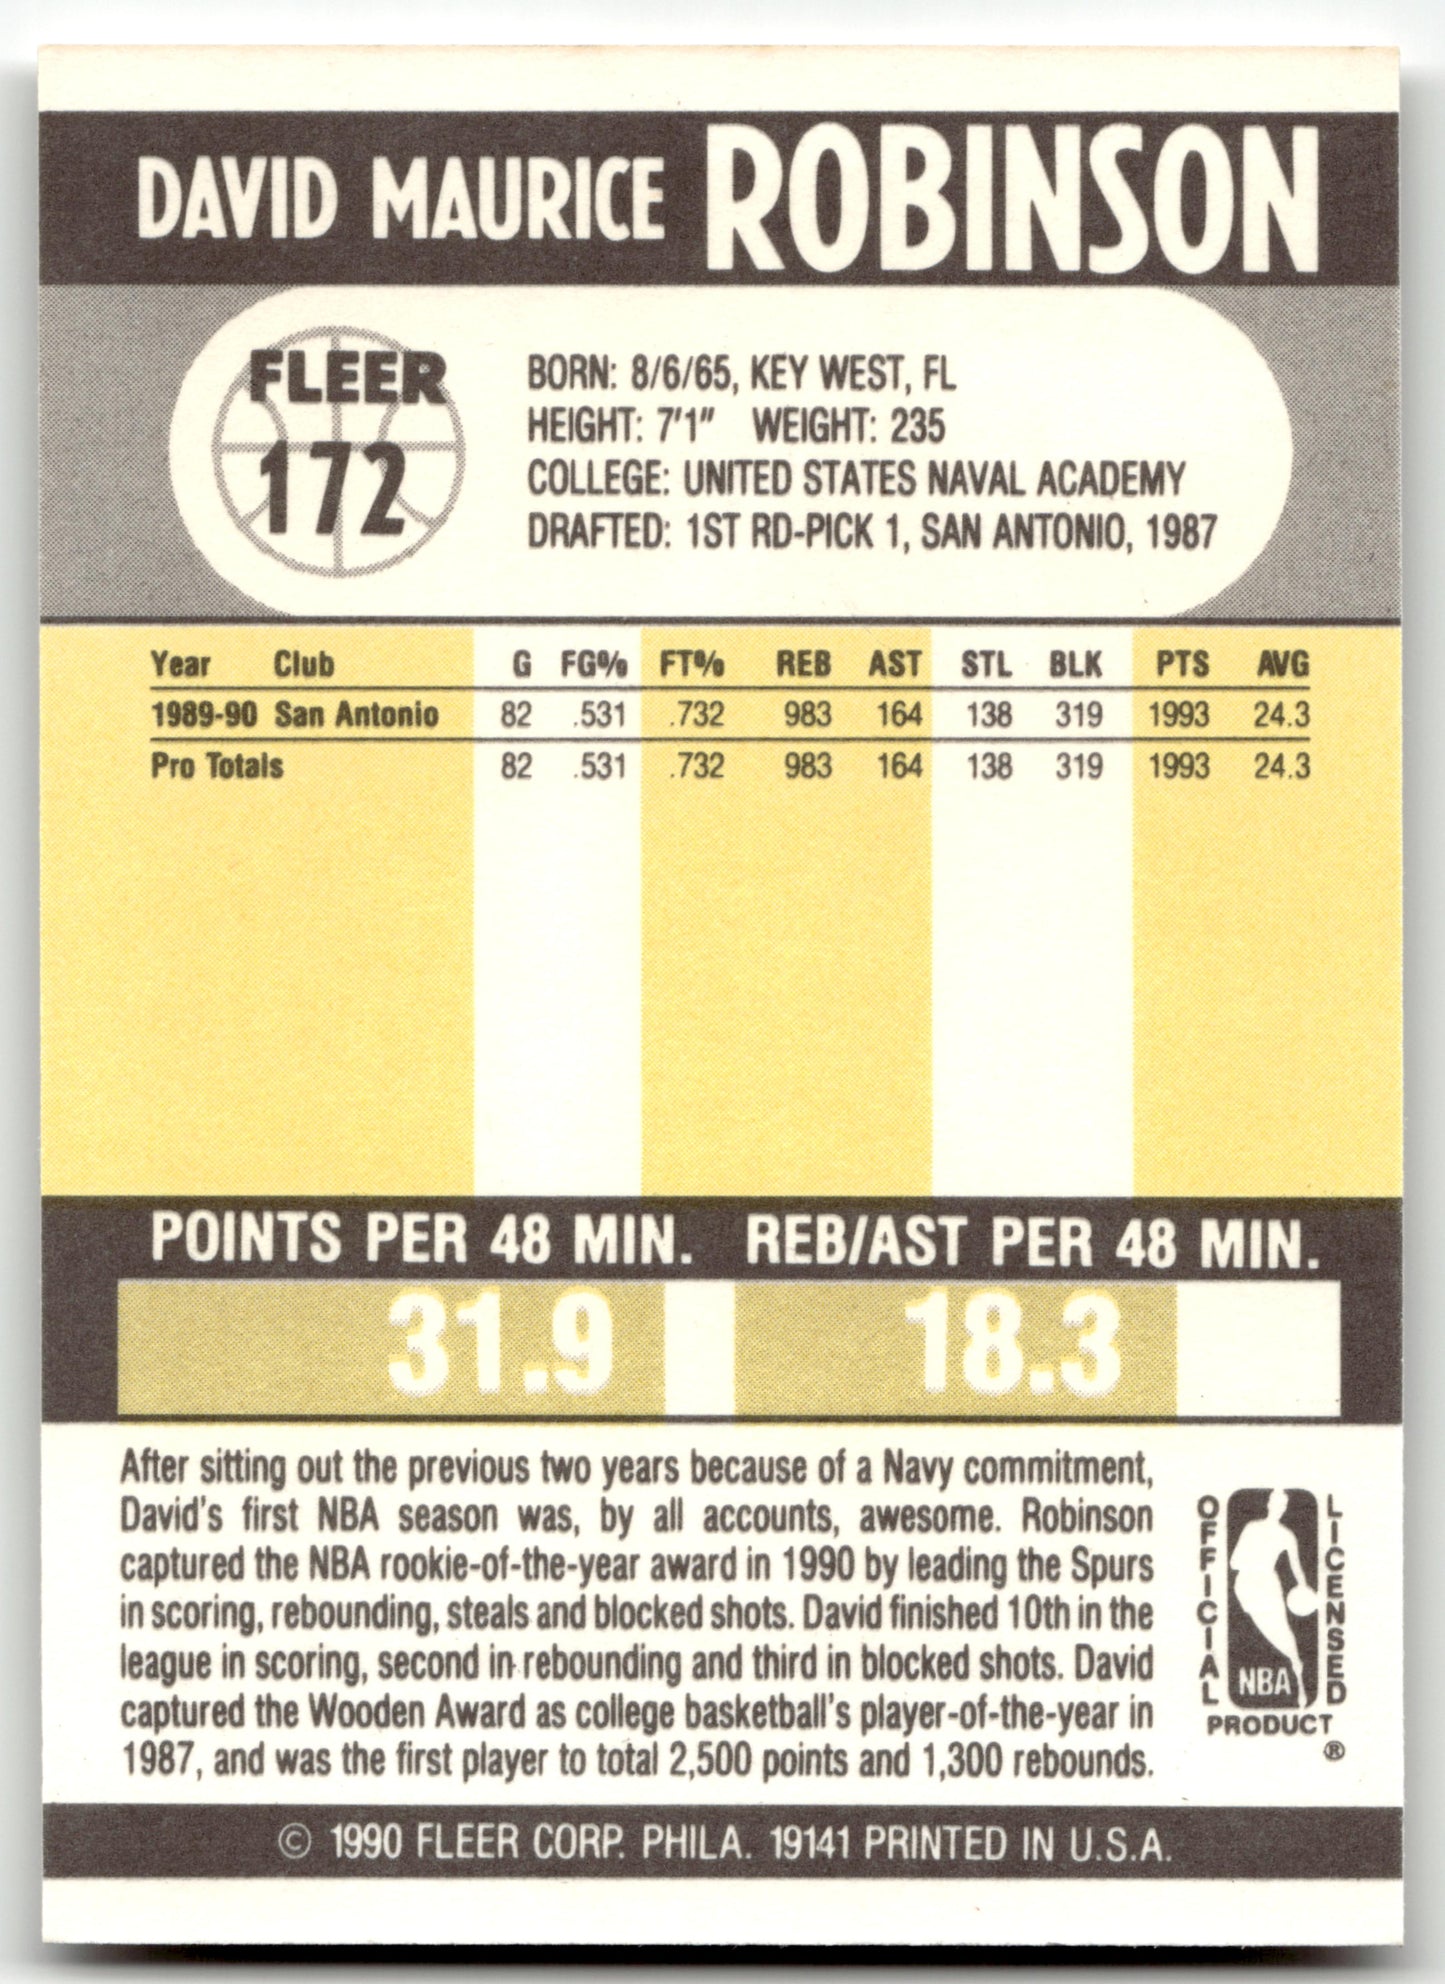 DAVID MAURICE ROBINSON
FLEER
172
BORN: 8/6/65, KEY WEST, FL
HEIGHT: 7'1" WEIGHT: 235
COLLEGE: UNITED STATES NAVAL ACADEMY
DRAFTED: 1ST RD-PICK 1, SAN ANTONIO, 1987
Year Club G FG% FT% REB AST STL BLK PTS AVG
1989-90 San Antonio 82 .531 .732 983 164 138 319 1993 24.3
Pro Totals 82 .531 .732 983 164 138 319 1993 24.3
POINTS PER 48 MIN. REB/AST PER 48 MIN.
31.9 18.3
After sitting out the previous two years because of a Navy commitment,
David's first NBA season was, by all accounts, awesome. Robinson
captured the NBA rookie-of-the-year award in 1990 by leading the Spurs
in scoring, rebounding, steals and blocked shots. David finished 10th in the
league in scoring, second in rebounding and third in blocked shots. David
captured the Wooden Award as college basketball's player-of-the-year in
1987, and was the first player to total 2,500 points and 1,300 rebounds.
OFFICIAL
LICENSED
NBA
PRODUCT
®
© 1990 FLEER CORP. PHILA. 19141 PRINTED IN U.S.A.